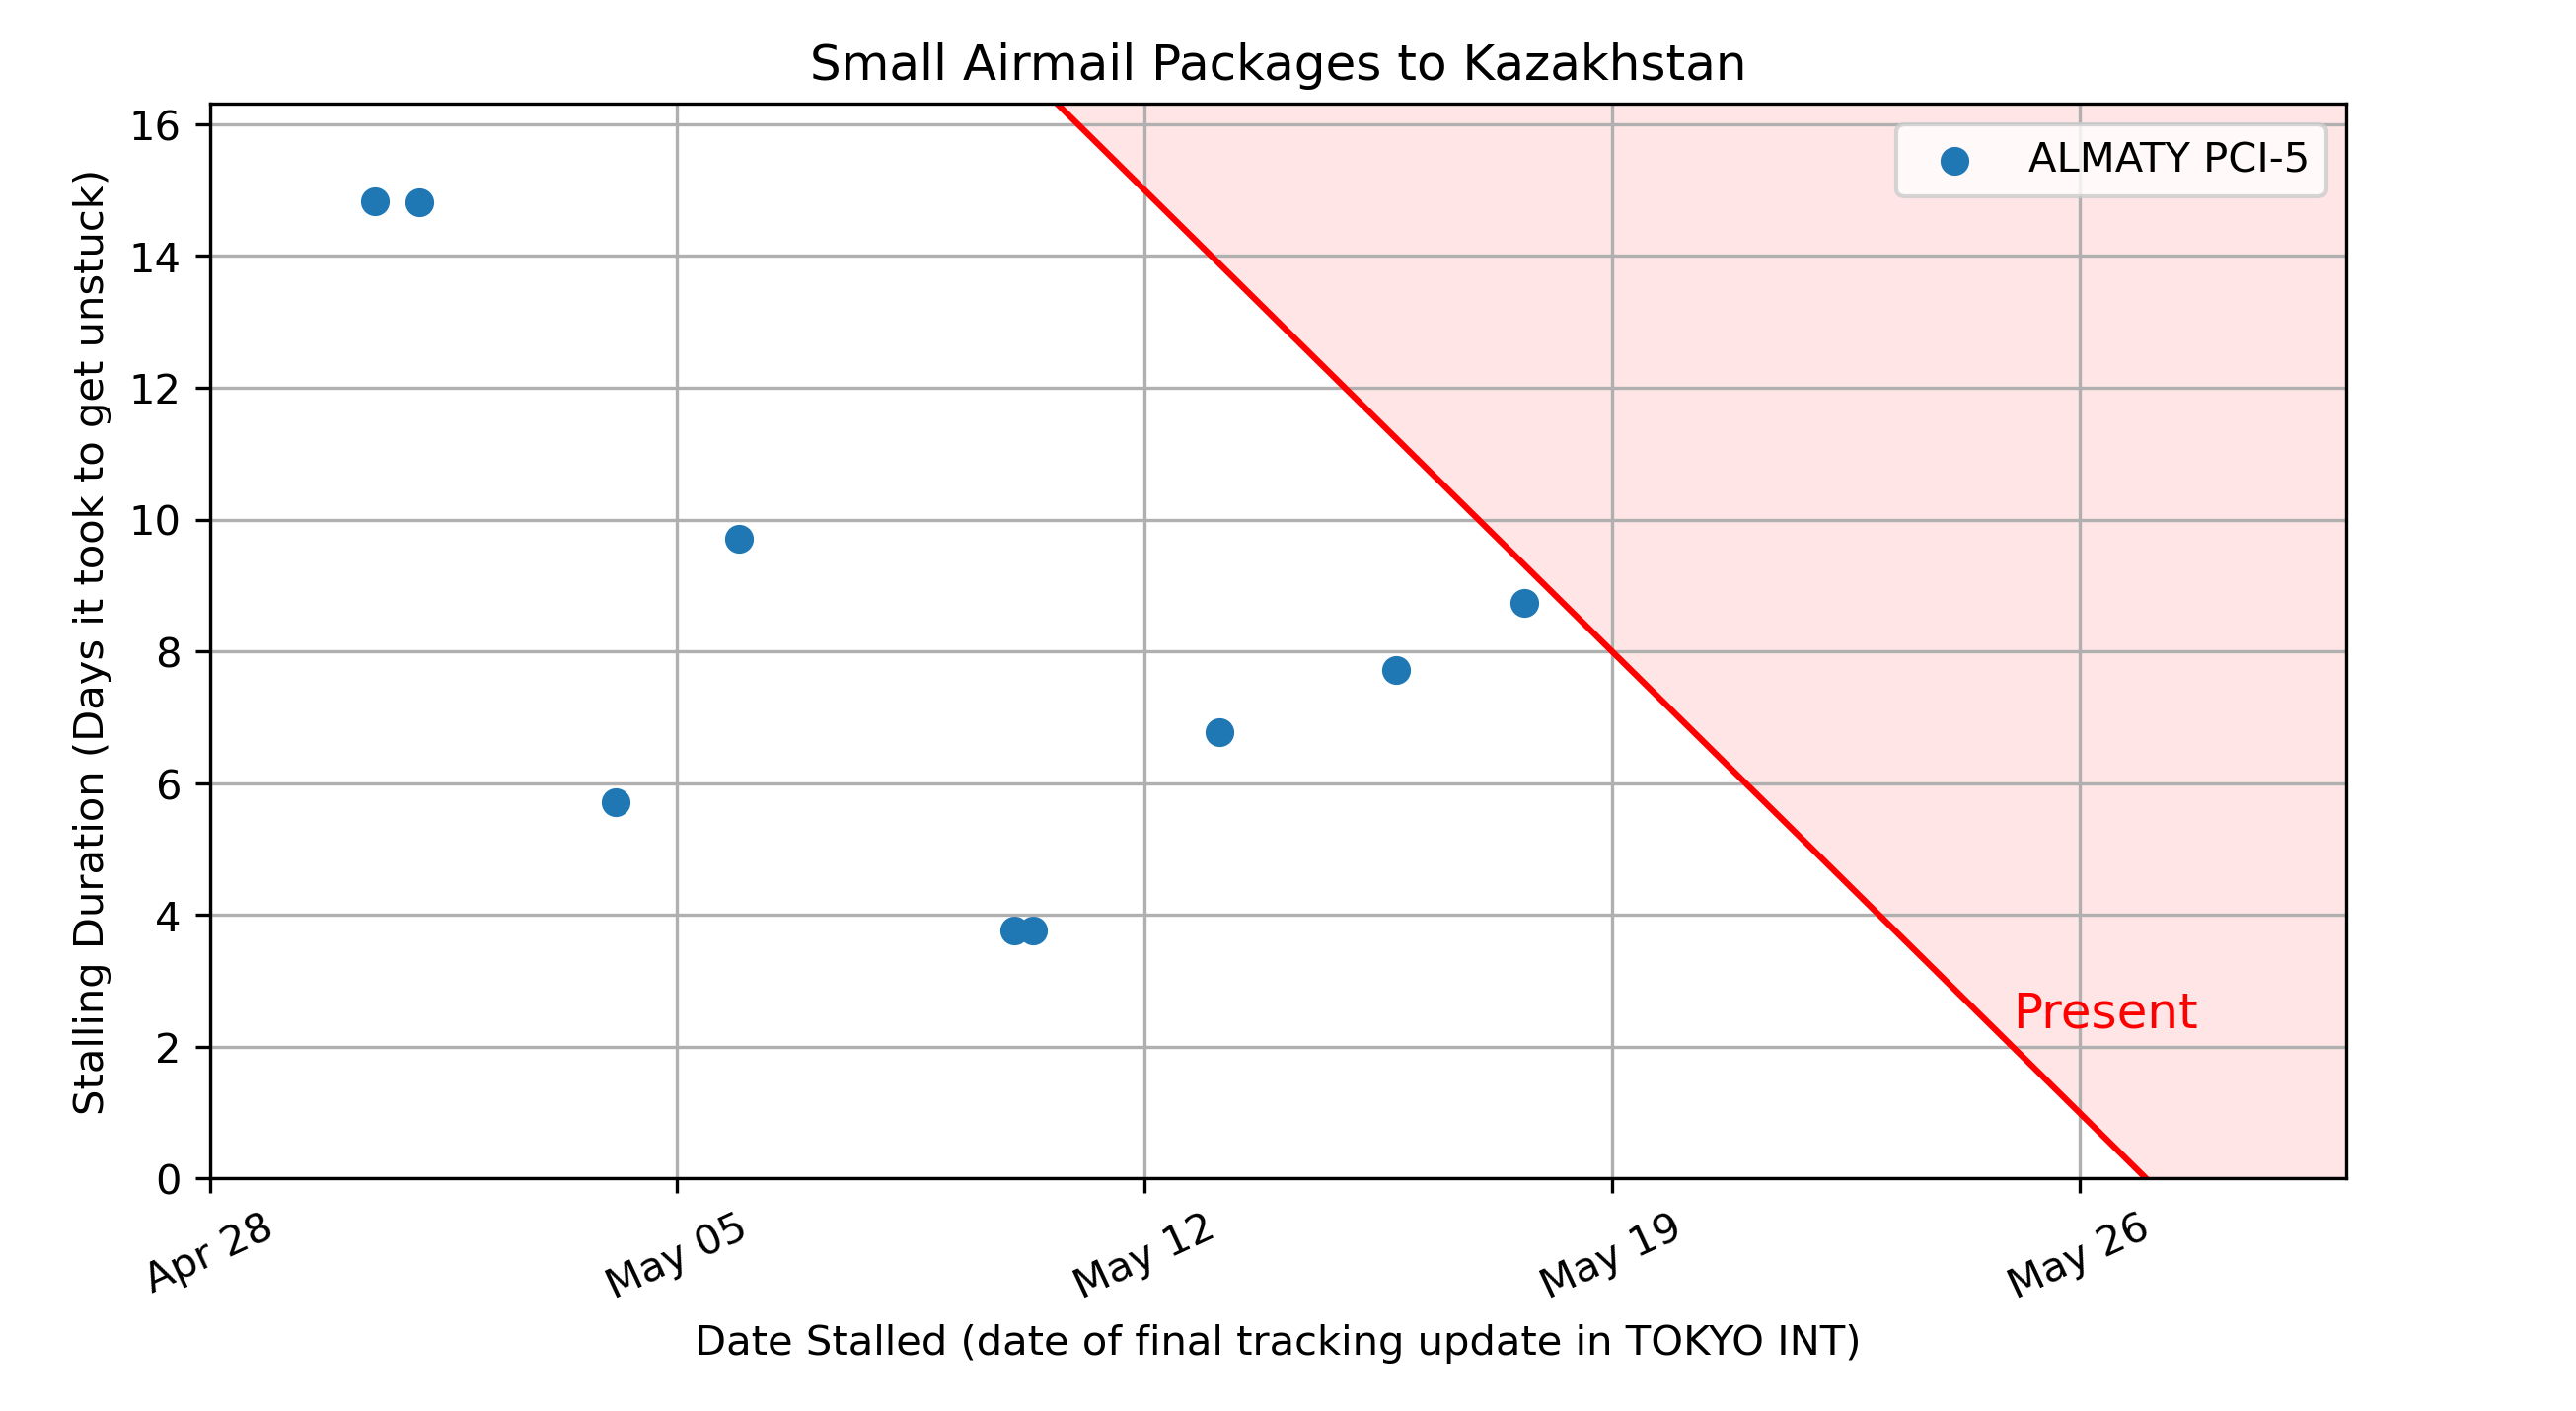 Small Airmail Packages to Kazakhstan
Stalling Duration (Days it took to get unstuck)
16
14
12
10
8
6
4
2
0
ALMATY PCI-5
Present
Apr 28
May 05
May 12
May 19
May 26
Date Stalled (date of final tracking update in TOKYO INT)